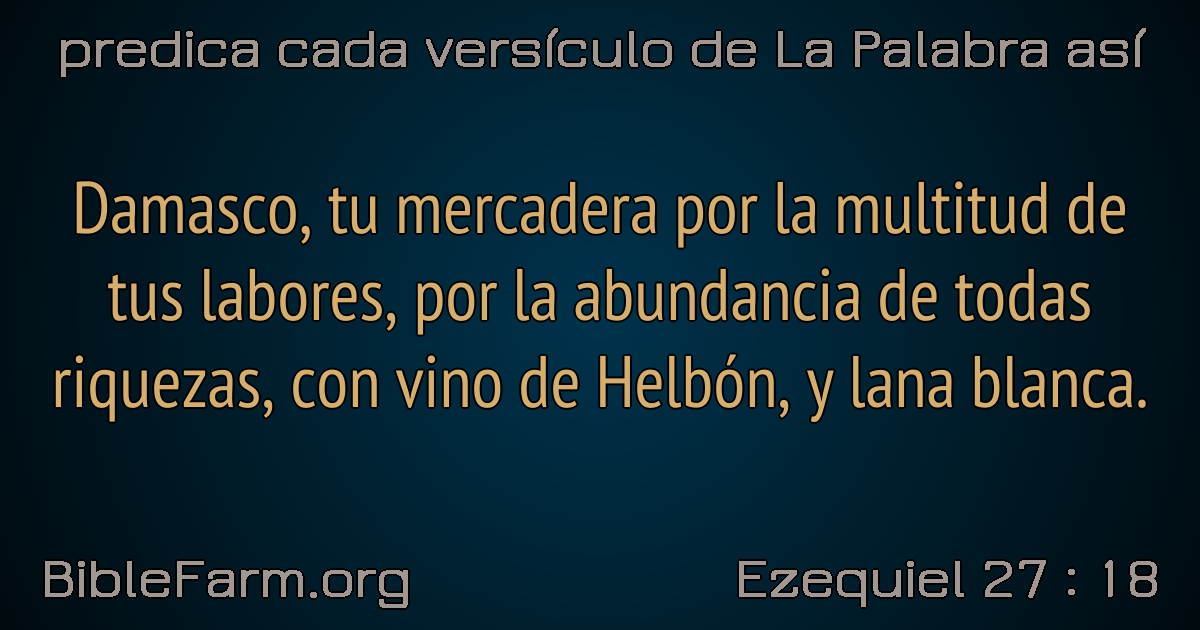 predica cada versículo de La Palabra así
Damasco, tu mercadera por la multitud de
tus labores, por la abundancia de todas
riquezas, con vino de Helbón, y lana blanca.
BibleFarm.org
Ezequiel 27 : 18